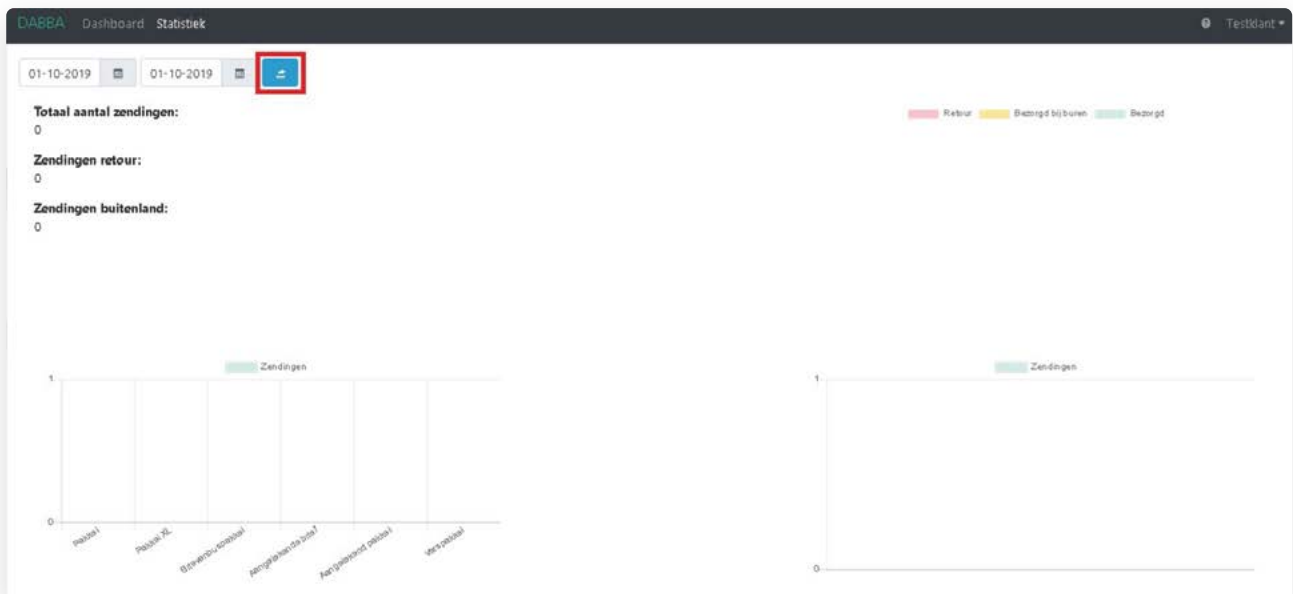 DABBA Dashboard Statistiek Testklant
01-10-2019 01-10-2019
Totaal aantal zendingen:
0
Retour Bezorgd bij buren Bezorgd
Zendingen retour:
0
Zendingen buitenland:
0
Zendingen
1
0
Pakket
Pakket XL
Brievenbuspakket
Aangetekende brief
Aangetekend pakket
Verspakket
Zendingen
1
0